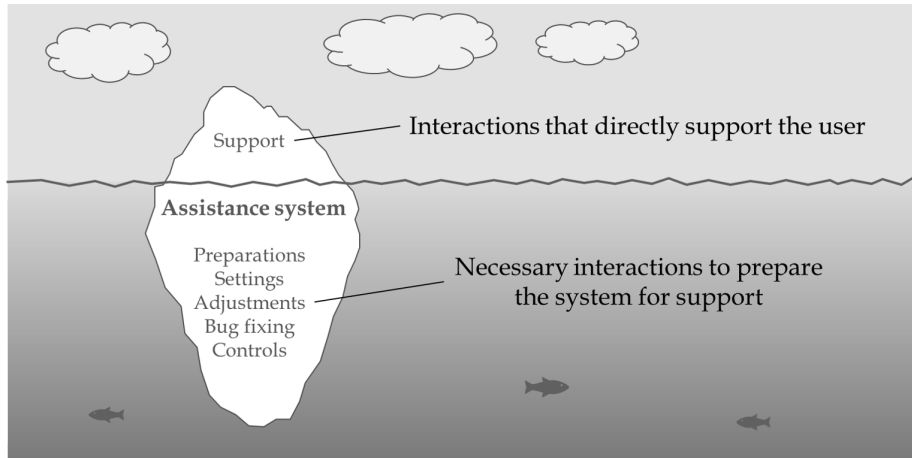 Support
Interactions that directly support the user
Assistance system
Preparations
Settings
Adjustments
Bug fixing
Controls
Necessary interactions to prepare
the system for support